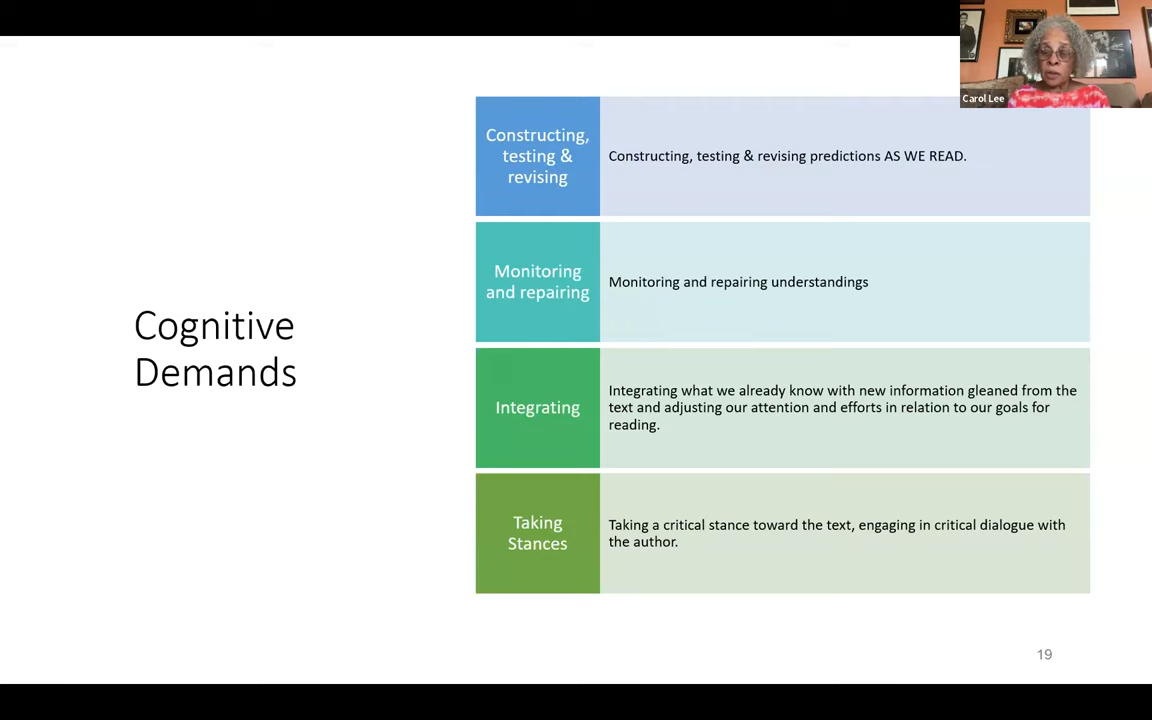 Carol Lee
Cognitive
Demands
Constructing,
testing &
revising
Constructing, testing & revising predictions AS WE READ.
Monitoring
and repairing
Monitoring and repairing understandings
Integrating
Integrating what we already know with new information gleaned from the
text and adjusting our attention and efforts in relation to our goals for
reading.
Taking
Stances
Taking a critical stance toward the text, engaging in critical dialogue with
the author.
19